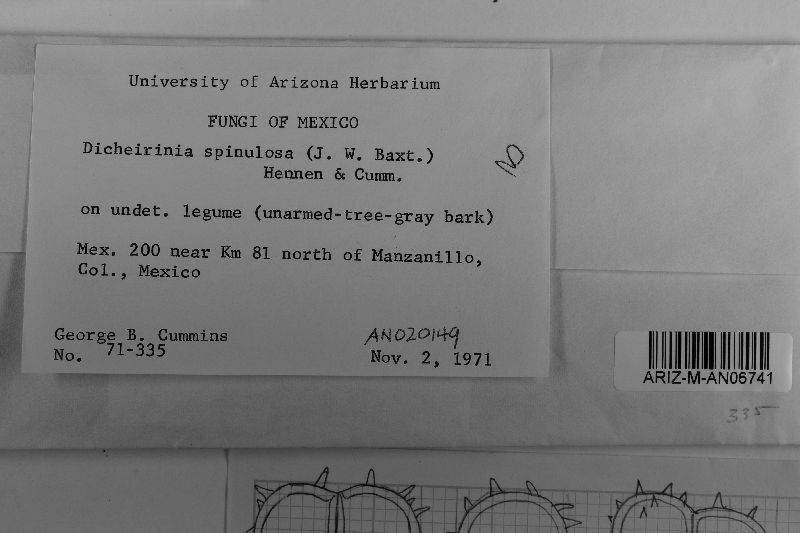 University of Arizona Herbarium
FUNGI OF MEXICO
Dicheirinia spinulosa (J. W. Baxt.)
Hennen & Cumm.
on undet. legume (unarmed-tree-gray bark)
Mex. 200 near Km 81 north of Manzanillo,
Col., Mexico
George B. Cummins
No. 71-335
AN020149
Nov. 2, 1971
ARIZ-M-AN06741
335